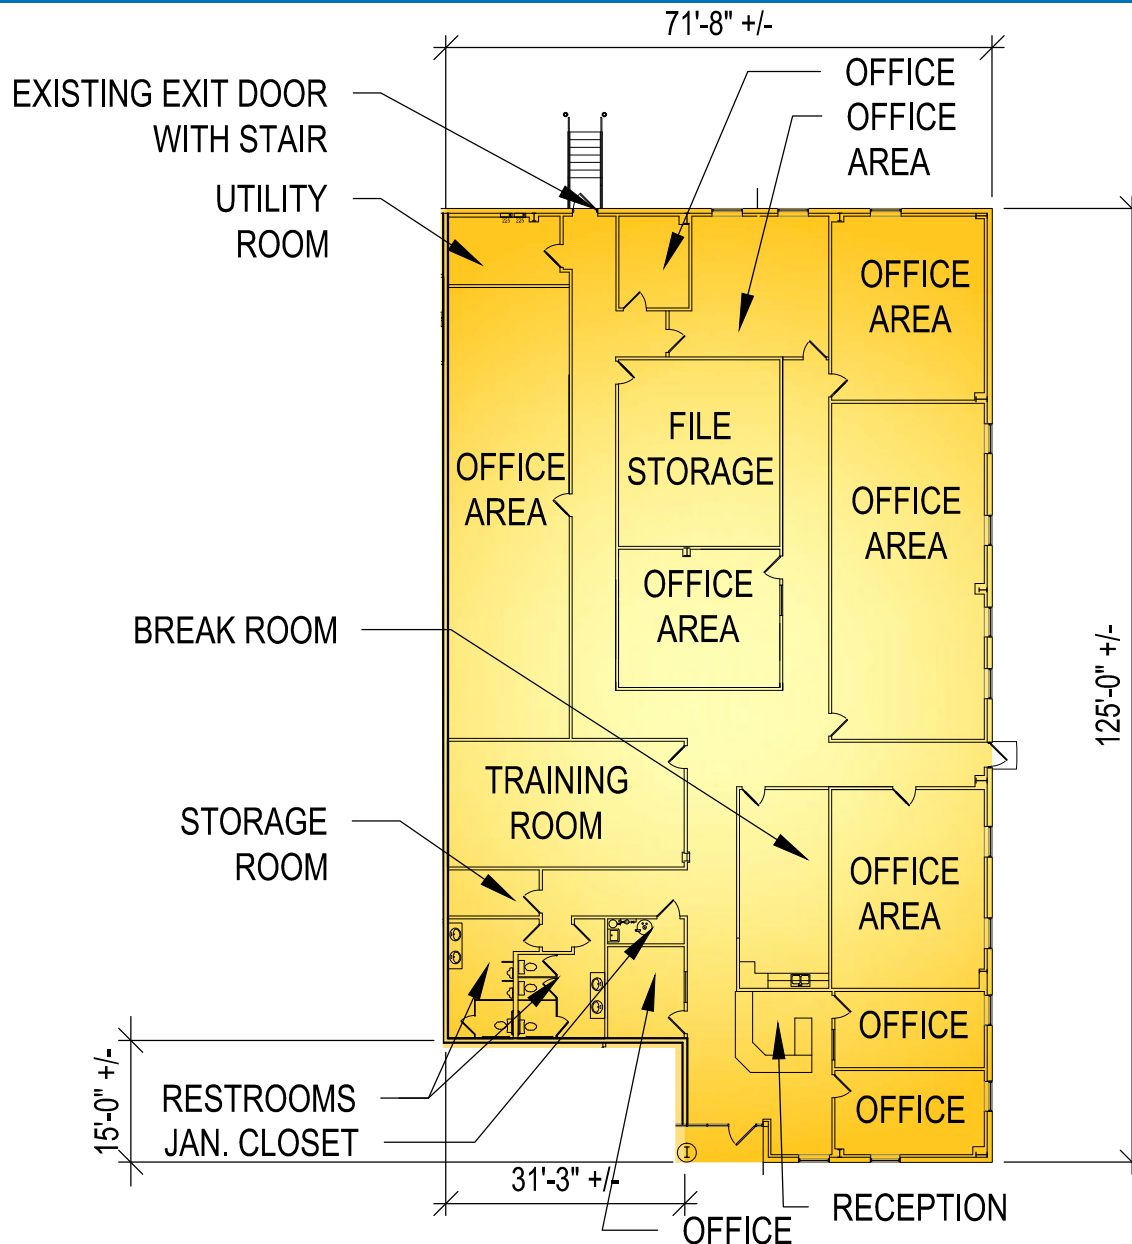 71'-8" +/-
EXISTING EXIT DOOR
WITH STAIR
OFFICE
OFFICE
AREA
UTILITY
ROOM
OFFICE
AREA
FILE
STORAGE
OFFICE
AREA
OFFICE
AREA
OFFICE
AREA
BREAK ROOM
125'-0" +/-
TRAINING
ROOM
STORAGE
ROOM
OFFICE
AREA
OFFICE
15'-0" +/-
RESTROOMS
JAN. CLOSET
OFFICE
I
31'-3" +/-
RECEPTION
OFFICE